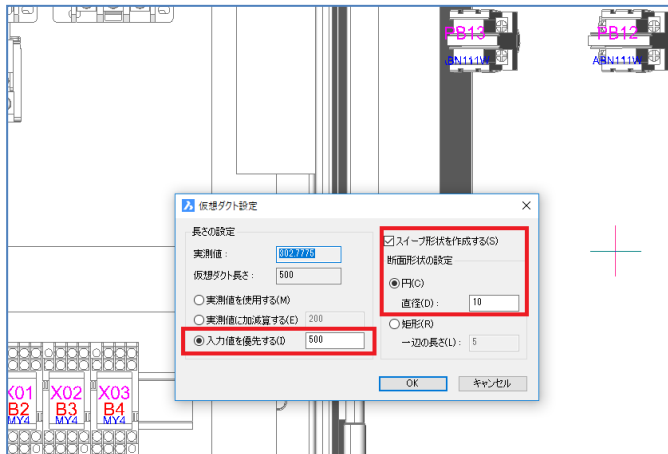 PB13
PB12
ABN111W
仮想ダクト設定
長さの設定
実測値： 302.7775
仮想ダクト長さ： 500
実測値を使用する(M)
実測値に加減算する(E) 200
入力値を優先する(I) 500
スイープ形状を作成する(S)
断面形状の設定
円(C)
直径(D)： 10
矩形(R)
一辺の長さ(L)： 5
OK キャンセル
X01 X02 X03
B2 B3 B4
MY4 MY4 MY4